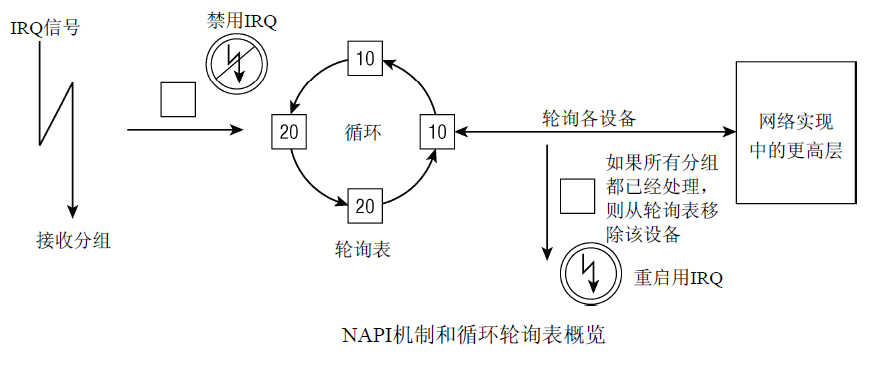 IRQ信号
禁用IRQ
10
20
循环
10
20
轮询表
轮询各设备
网络实现
中的更高层
如果所有分组
都已经处理，
则从轮询表移
除该设备
接收分组
重启用IRQ
NAPI机制和循环轮询表概览